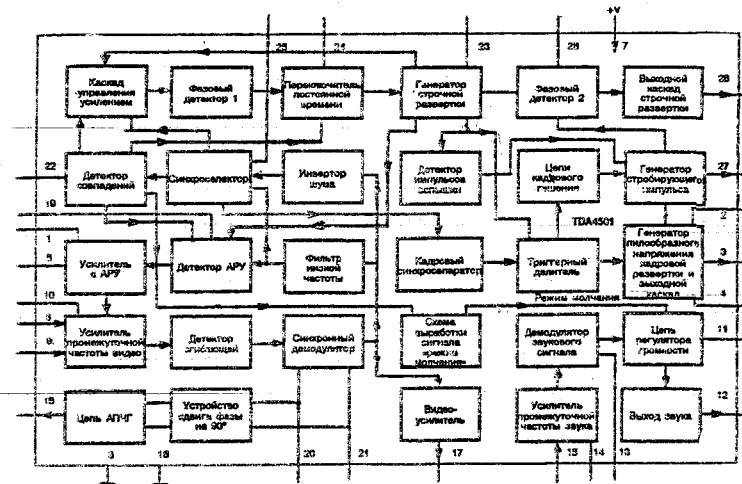 +V
25
24
23
26
7
Каскад
управления
усилением
Фазовый
детектор 1
Переключатель
постоянной
времени
Генератор
строчной
развертки
Фазовый
детектор 2
Выходной
каскад
строчной
развертки
28
22
Детектор
совпадений
Синхроселектор
Инвертор
шума
Детектор
импульсов
вспышки
Цепи
кадрового
гашения
Генератор
стробирующего
импульса
27
19
2
TDA4501
1
5
Усилитель
с АРУ
Детектор АРУ
Фильтр
низкой
частоты
Кадровый
синхросепаратор
Триггерный
делитель
Генератор
пилообразного
напряжения
кадровой
развертки и
выходной
каскад
3
4
Режим молчания
10
8
9
Усилитель
промежуточной
частоты видео
Детектор
огибающей
Синхронный
демодулятор
Схема
выработки
сигнала
«режим
молчания»
Демодулятор
звукового
сигнала
Цепь
регулятора
громкости
11
Цепь АПЧГ
Устройство
сдвига фазы
на 90°
Видео-
усилитель
Усилитель
промежуточной
частоты звука
Выход звука
12
18
20
21
17
15
14
13